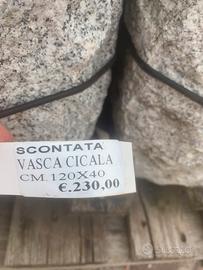 SCONTATA
VASCA CICALA
CM.120X40
€.230,00